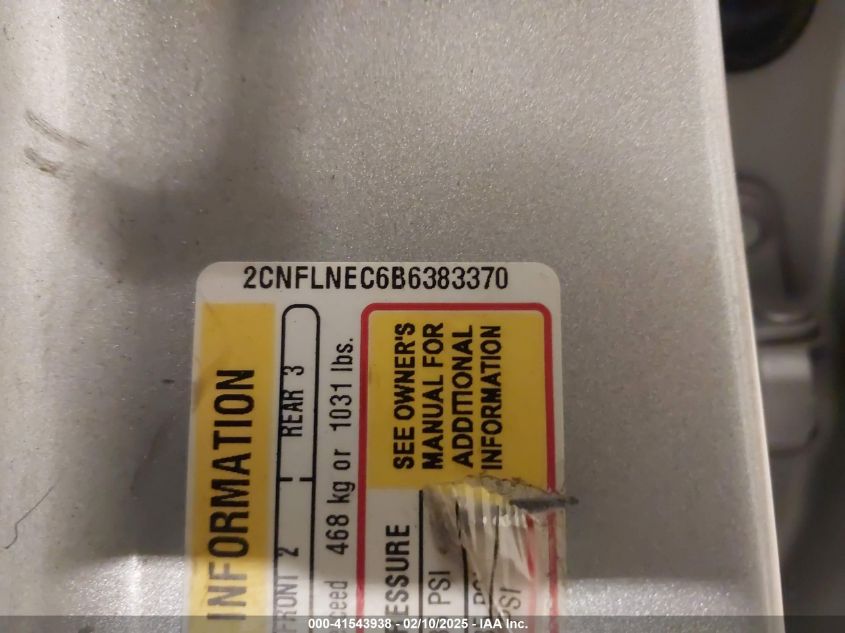 2CNFLNEC6B6383370
INFORMATION
FRONT 2
REAR 3
468 kg or 1031 lbs.
SEE OWNER'S
MANUAL FOR
ADDITIONAL
INFORMATION
PSI
000-41543938 - 02/10/2025 - IAA Inc.